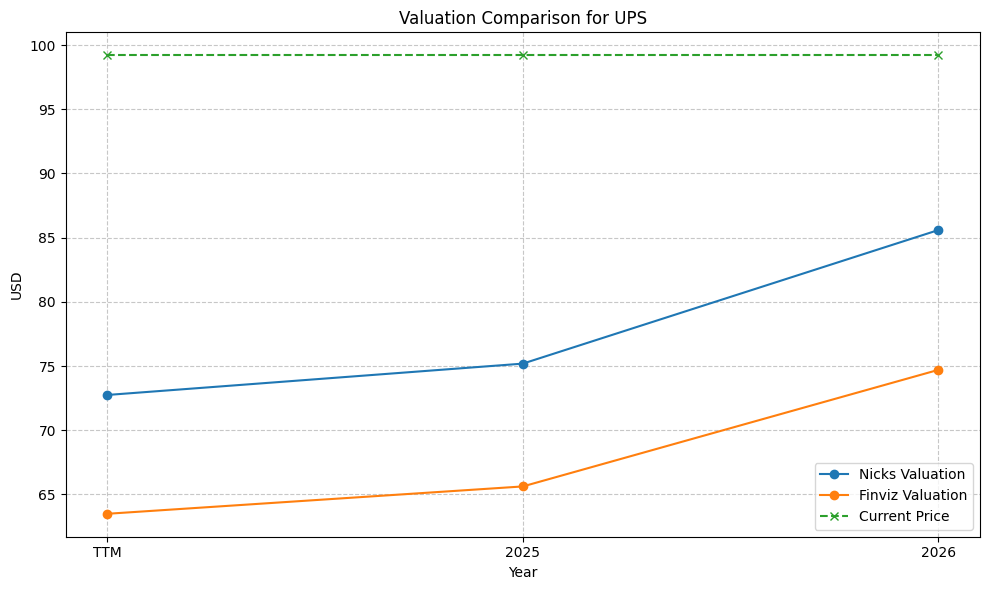 Valuation Comparison for UPS
100
95
90
85
80
75
70
65
USD
TTM
2025
2026
Year
Nicks Valuation
Finviz Valuation
Current Price